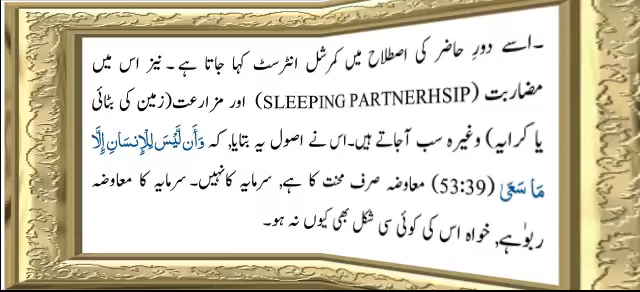 ۔اسے دورِ حاضر کی اصطلاح میں کمرشل انٹرسٹ کہا جاتا ہے۔ نیز اس میں
مضاربت (SLEEPING PARTNERHSIP) اور مزارعت(زمین کی بٹائی
یا کرایہ) وغیرہ سب آجاتے ہیں۔اس نے اصول یہ بتایا, کہ وَأَن لَّيْسَ لِلْإِنسَانِ إِلَّا
مَا سَعَىٰ (53:39) معاوضہ صرف محنت کا ہے, سرمایہ کانہیں۔ سرمایہ کا معاوضہ
ربوٰہے, خواہ اس کی کوئی سی شکل بھی کیوں نہ ہو۔